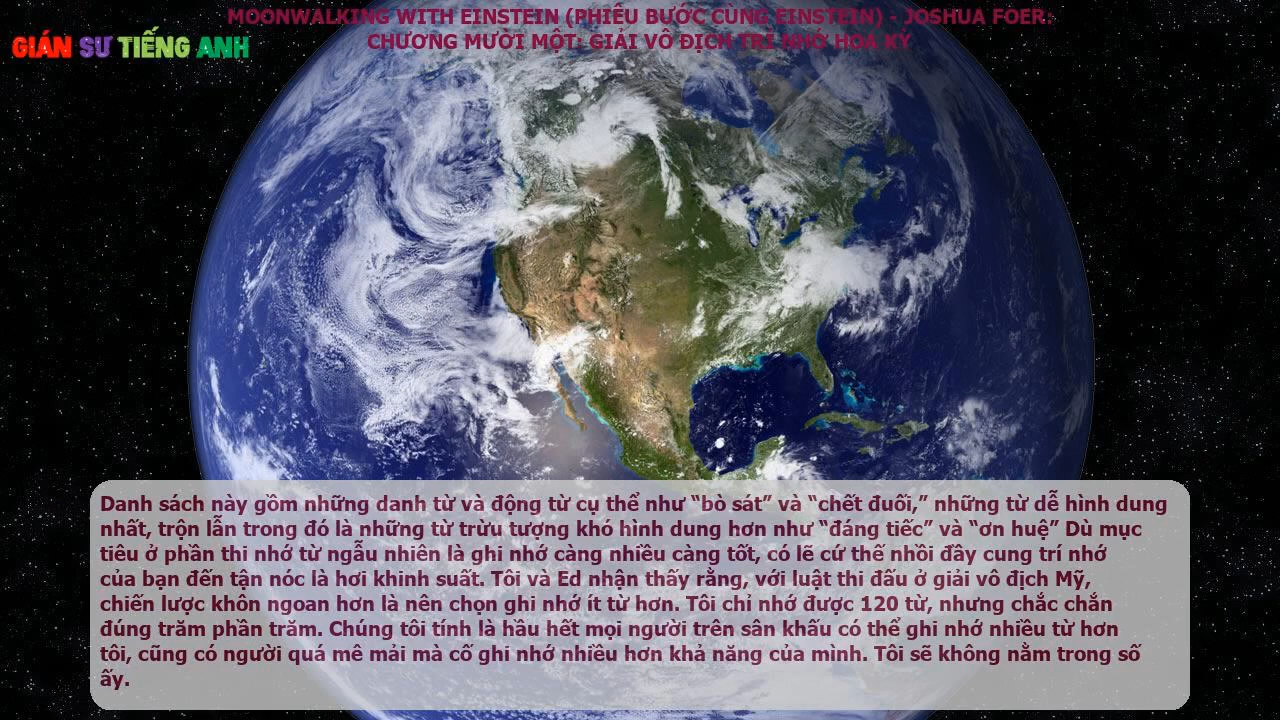 MOONWALKING WITH EINSTEIN (PHIÊU BƯỚC CÙNG EINSTEIN) - JOSHUA FOER:
CHƯƠNG MƯỜI MỘT: GIẢI VÔ ĐỊCH TRÍ NHỚ HOA KỲ
GIÁN SƯ TIẾNG ANH
Danh sách này gồm những danh từ và động từ cụ thể như “bò sát” và “chết đuối,” những từ dễ hình dung
nhất, trộn lẫn trong đó là những từ trừu tượng khó hình dung hơn như “đáng tiếc” và “ơn huệ” Dù mục
tiêu ở phần thi nhớ từ ngẫu nhiên là ghi nhớ càng nhiều càng tốt, có lẽ cứ thế nhồi đầy cung trí nhớ
của bạn đến tận nóc là hơi khinh suất. Tôi và Ed nhận thấy rằng, với luật thi đấu ở giải vô địch Mỹ,
chiến lược khôn ngoan hơn là nên chọn ghi nhớ ít từ hơn. Tôi chỉ nhớ được 120 từ, nhưng chắc chắn
đúng trăm phần trăm. Chúng tôi tính là hầu hết mọi người trên sân khấu có thể ghi nhớ nhiều từ hơn
tôi, cũng có người quá mê mải mà cố ghi nhớ nhiều hơn khả năng của mình. Tôi sẽ không nằm trong số
ấy.